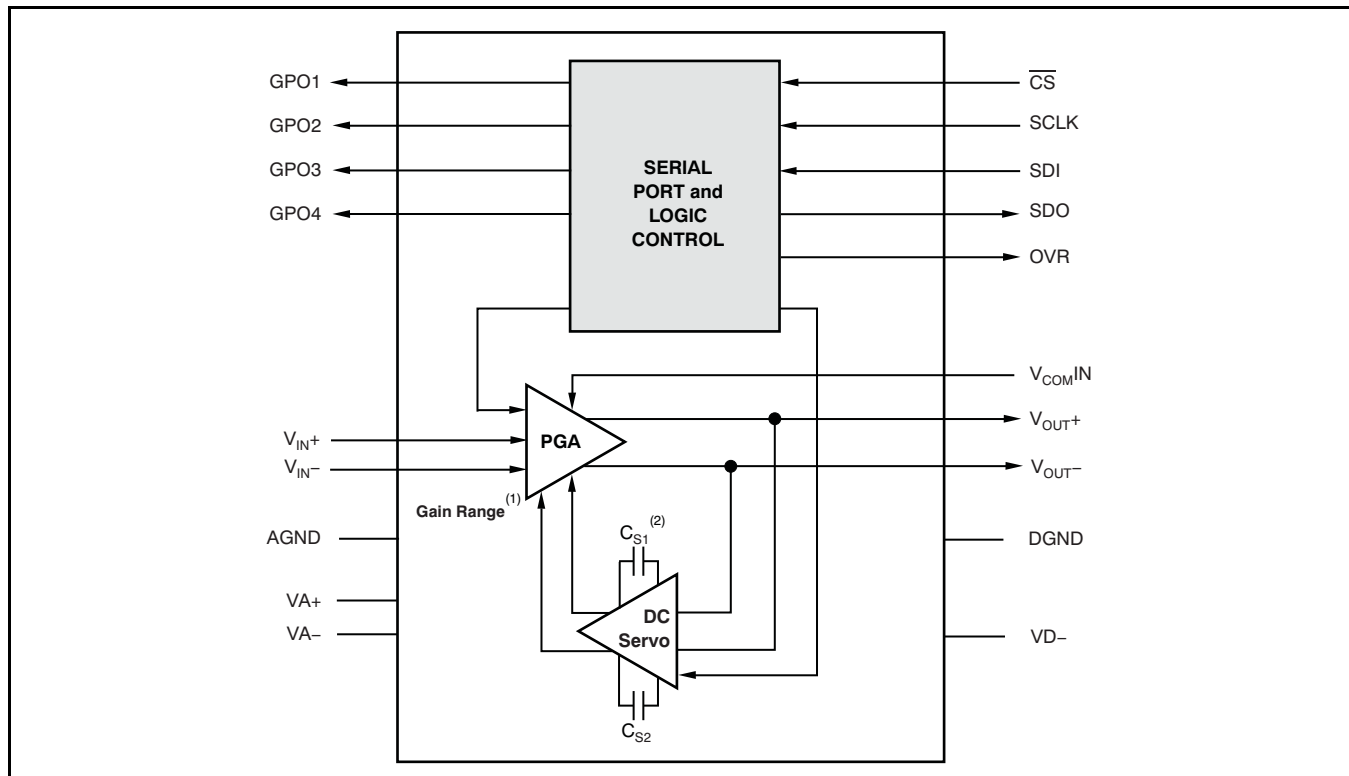 GPO1
GPO2
GPO3
GPO4
SERIAL
PORT and
LOGIC
CONTROL
C̅S̅
SCLK
SDI
SDO
OVR
VCOMIN
VOUT+
VOUT–
VIN+
VIN–
PGA
Gain Range(1)
AGND
VA+
VA–
CS1(2)
DC
Servo
CS2
DGND
VD–